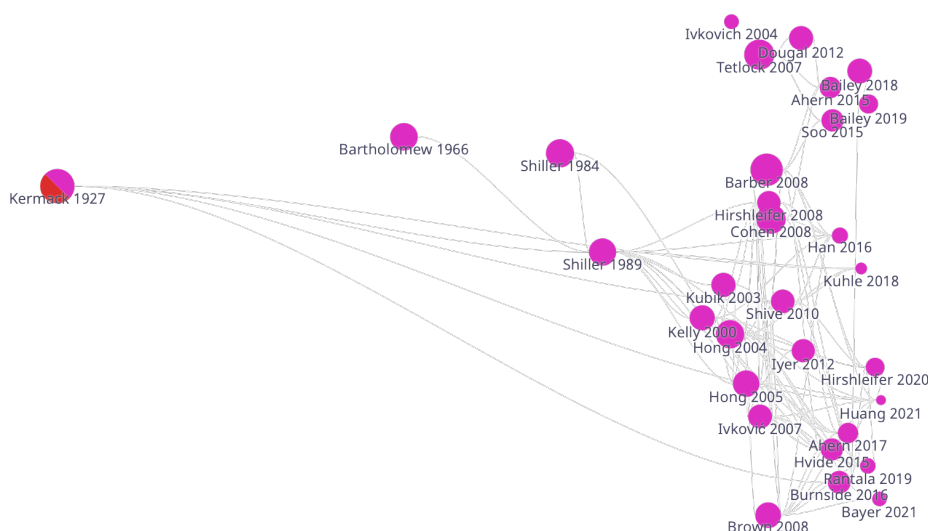 Ivkovich 2004
Dougal 2012
Tetlock 2007
Bailey 2018
Ahern 2015
Bailey 2019
Soo 2015
Bartholomew 1966
Shiller 1984
Barber 2008
Kermack 1927
Hirshleifer 2008
Cohen 2008
Han 2016
Shiller 1989
Kuhle 2018
Kubik 2003
Shive 2010
Kelly 2000
Hong 2004
Iyer 2012
Hirshleifer 2020
Hong 2005
Huang 2021
Ivković 2007
Ahern 2017
Hvide 2015
Rantala 2019
Burnside 2016
Bayer 2021
Brown 2008